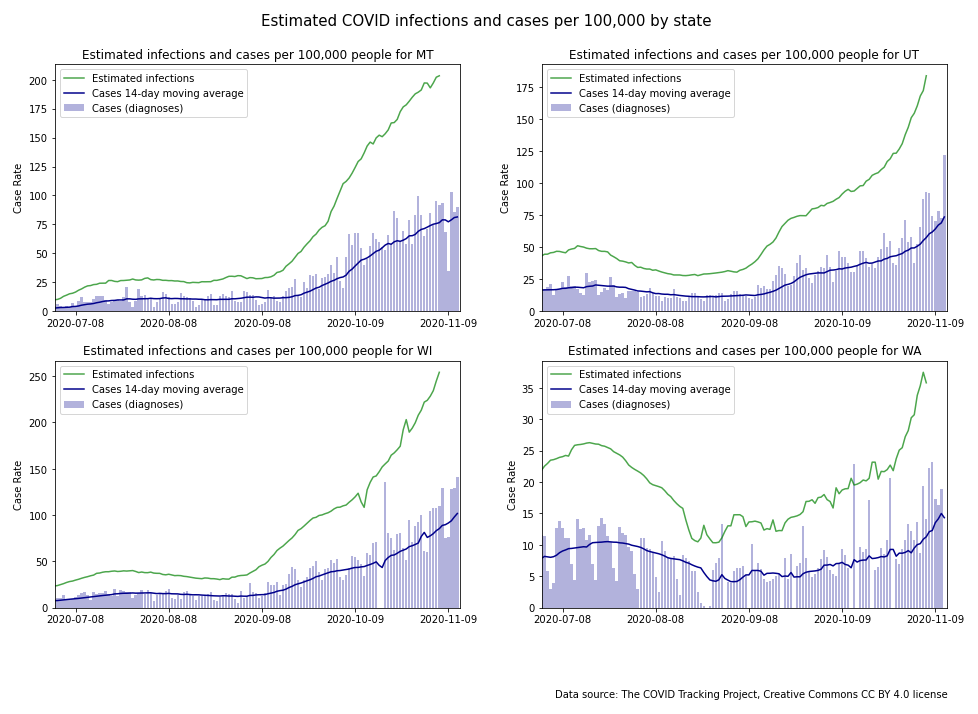 Estimated COVID infections and cases per 100,000 by state
Estimated infections and cases per 100,000 people for MT
Estimated infections
Cases 14-day moving average
Cases (diagnoses)
Case Rate
200
175
150
125
100
75
50
25
0
2020-07-08 2020-08-08 2020-09-08 2020-10-09 2020-11-09
Estimated infections and cases per 100,000 people for UT
Estimated infections
Cases 14-day moving average
Cases (diagnoses)
Case Rate
175
150
125
100
75
50
25
0
2020-07-08 2020-08-08 2020-09-08 2020-10-09 2020-11-09
Estimated infections and cases per 100,000 people for WI
Estimated infections
Cases 14-day moving average
Cases (diagnoses)
Case Rate
250
200
150
100
50
0
2020-07-08 2020-08-08 2020-09-08 2020-10-09 2020-11-09
Estimated infections and cases per 100,000 people for WA
Estimated infections
Cases 14-day moving average
Cases (diagnoses)
Case Rate
35
30
25
20
15
10
5
0
2020-07-08 2020-08-08 2020-09-08 2020-10-09 2020-11-09
Data source: The COVID Tracking Project, Creative Commons CC BY 4.0 license